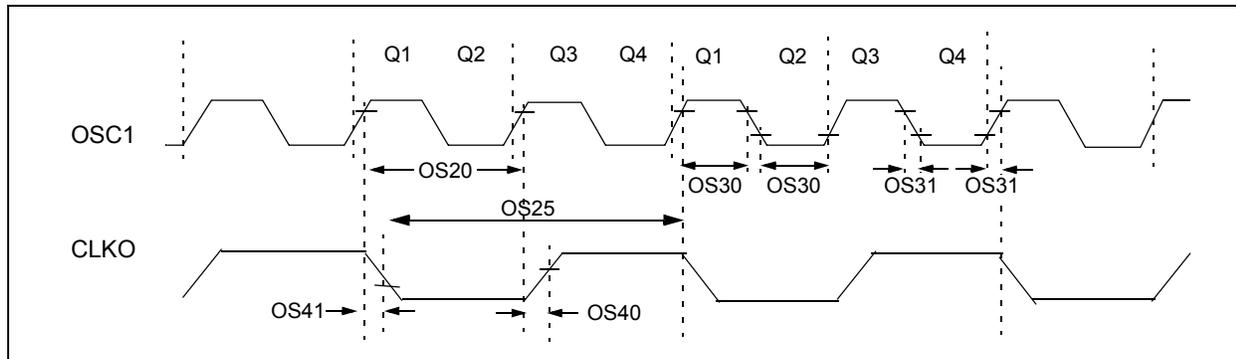 Q1 Q2 Q3 Q4 Q1 Q2 Q3 Q4
OSC1
OS20
OS30 OS30 OS31 OS31
OS25
CLKO
OS41 OS40